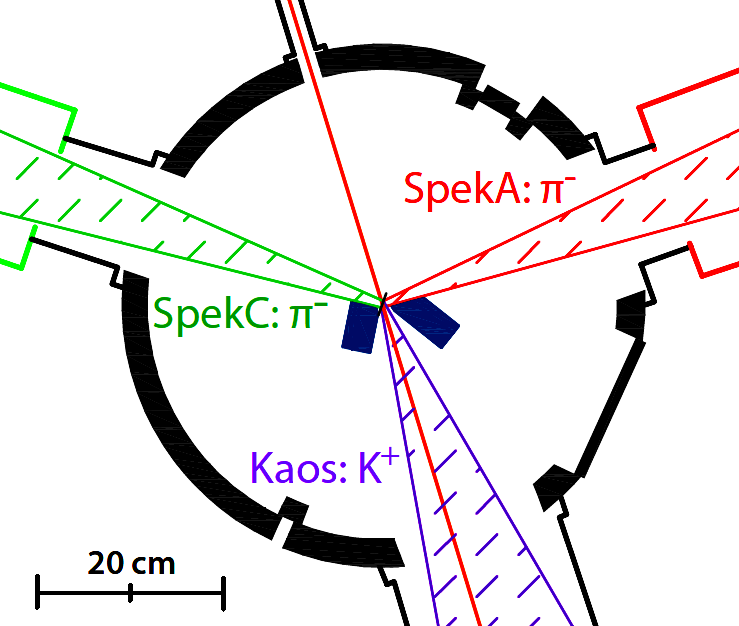 SpekA: π⁻
SpekC: π⁻
Kaos: K⁺
20 cm